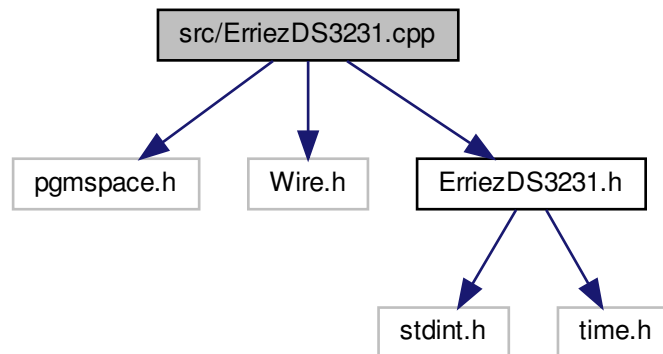 src/ErriezDS3231.cpp
pgmspace.h
Wire.h
ErriezDS3231.h
stdint.h
time.h